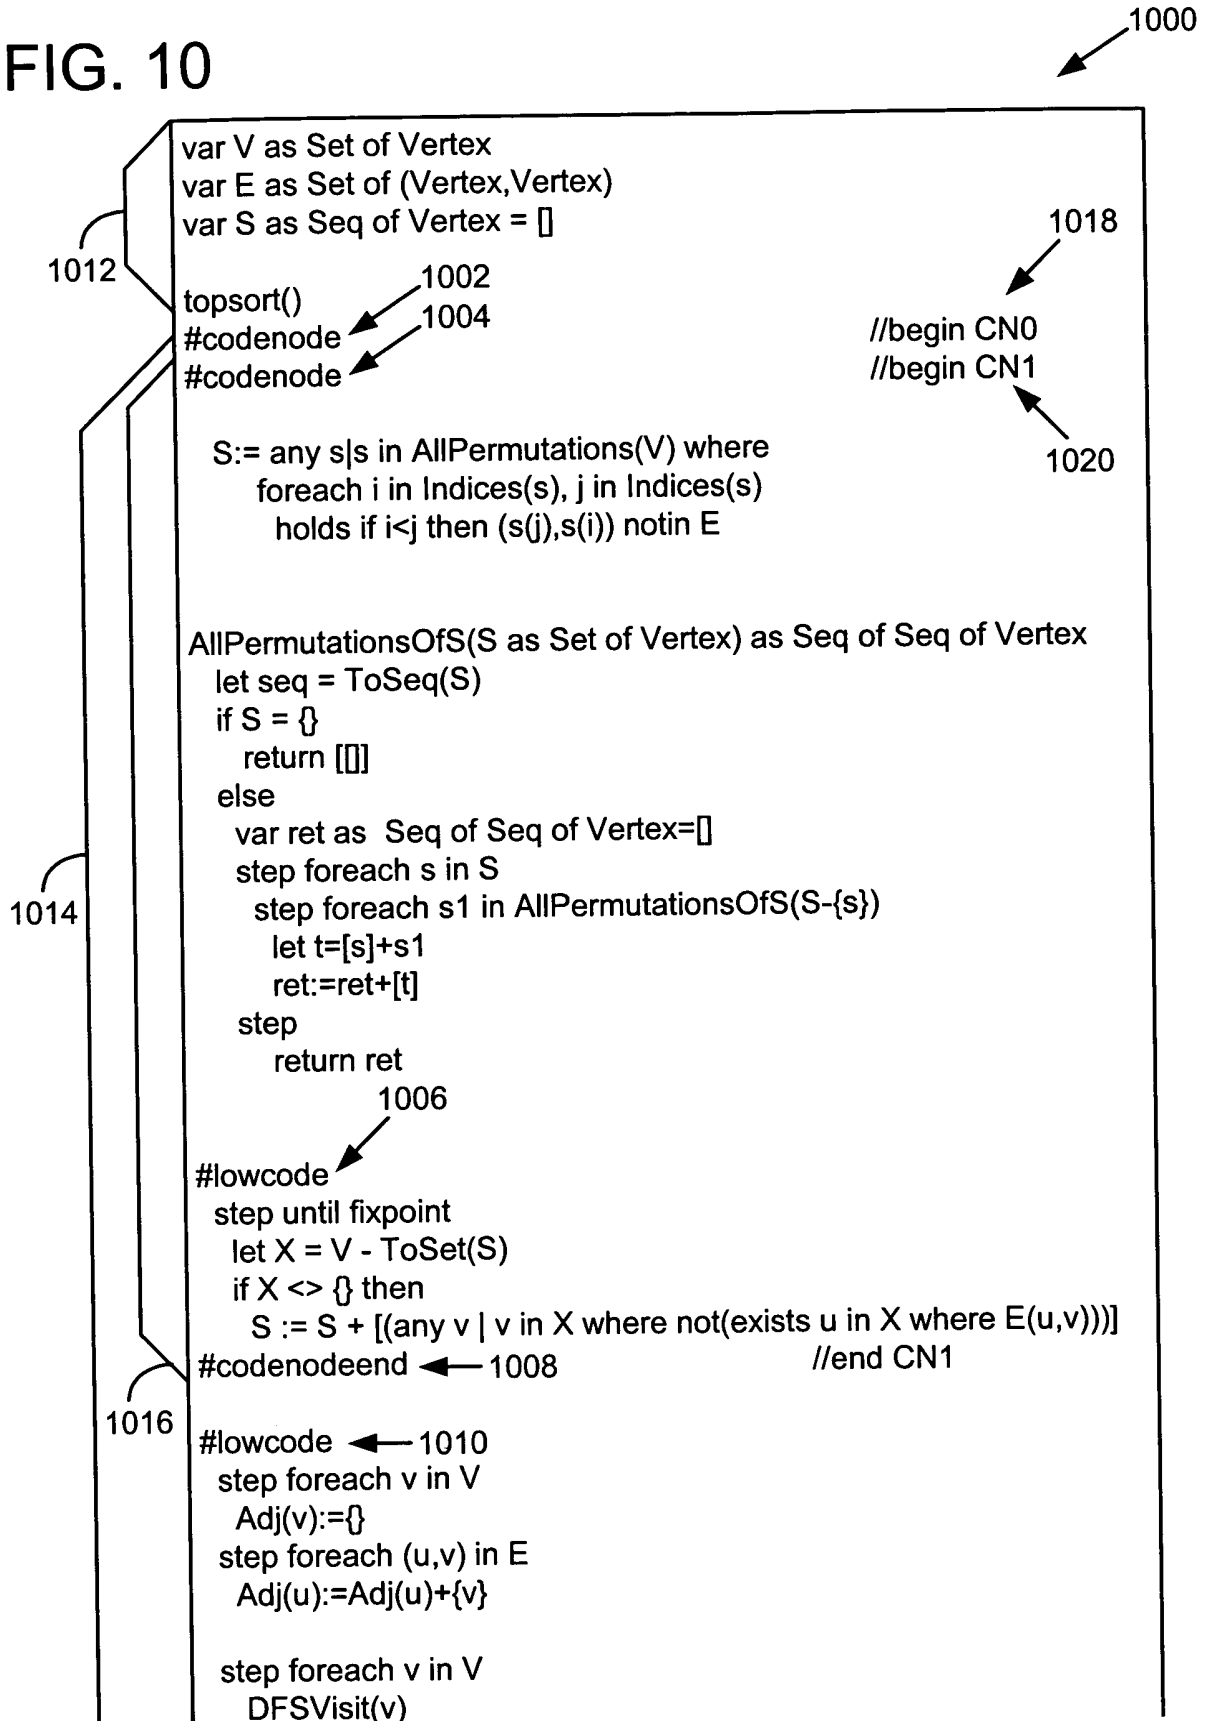 1000
FIG. 10
var V as Set of Vertex
var E as Set of (Vertex,Vertex)
var S as Seq of Vertex = []
1018
1012
1002
topsort()
1004
#codenode //begin CN0
#codenode //begin CN1
S:= any s|s in AllPermutations(V) where
1020
foreach i in Indices(s), j in Indices(s)
holds if i<j then (s(j),s(i)) notin E
AllPermutationsOfS(S as Set of Vertex) as Seq of Seq of Vertex
let seq = ToSeq(S)
if S = {}
return [[]]
else
var ret as Seq of Seq of Vertex=[]
step foreach s in S
1014
step foreach s1 in AllPermutationsOfS(S-{s})
let t=[s]+s1
ret:=ret+[t]
step
return ret
1006
#lowcode
step until fixpoint
let X = V - ToSet(S)
if X <> {} then
S := S + [(any v | v in X where not(exists u in X where E(u,v)))]
#codenodeend 1008 //end CN1
1016
#lowcode 1010
step foreach v in V
Adj(v):={}
step foreach (u,v) in E
Adj(u):=Adj(u)+{v}
step foreach v in V
DFSVisit(v)